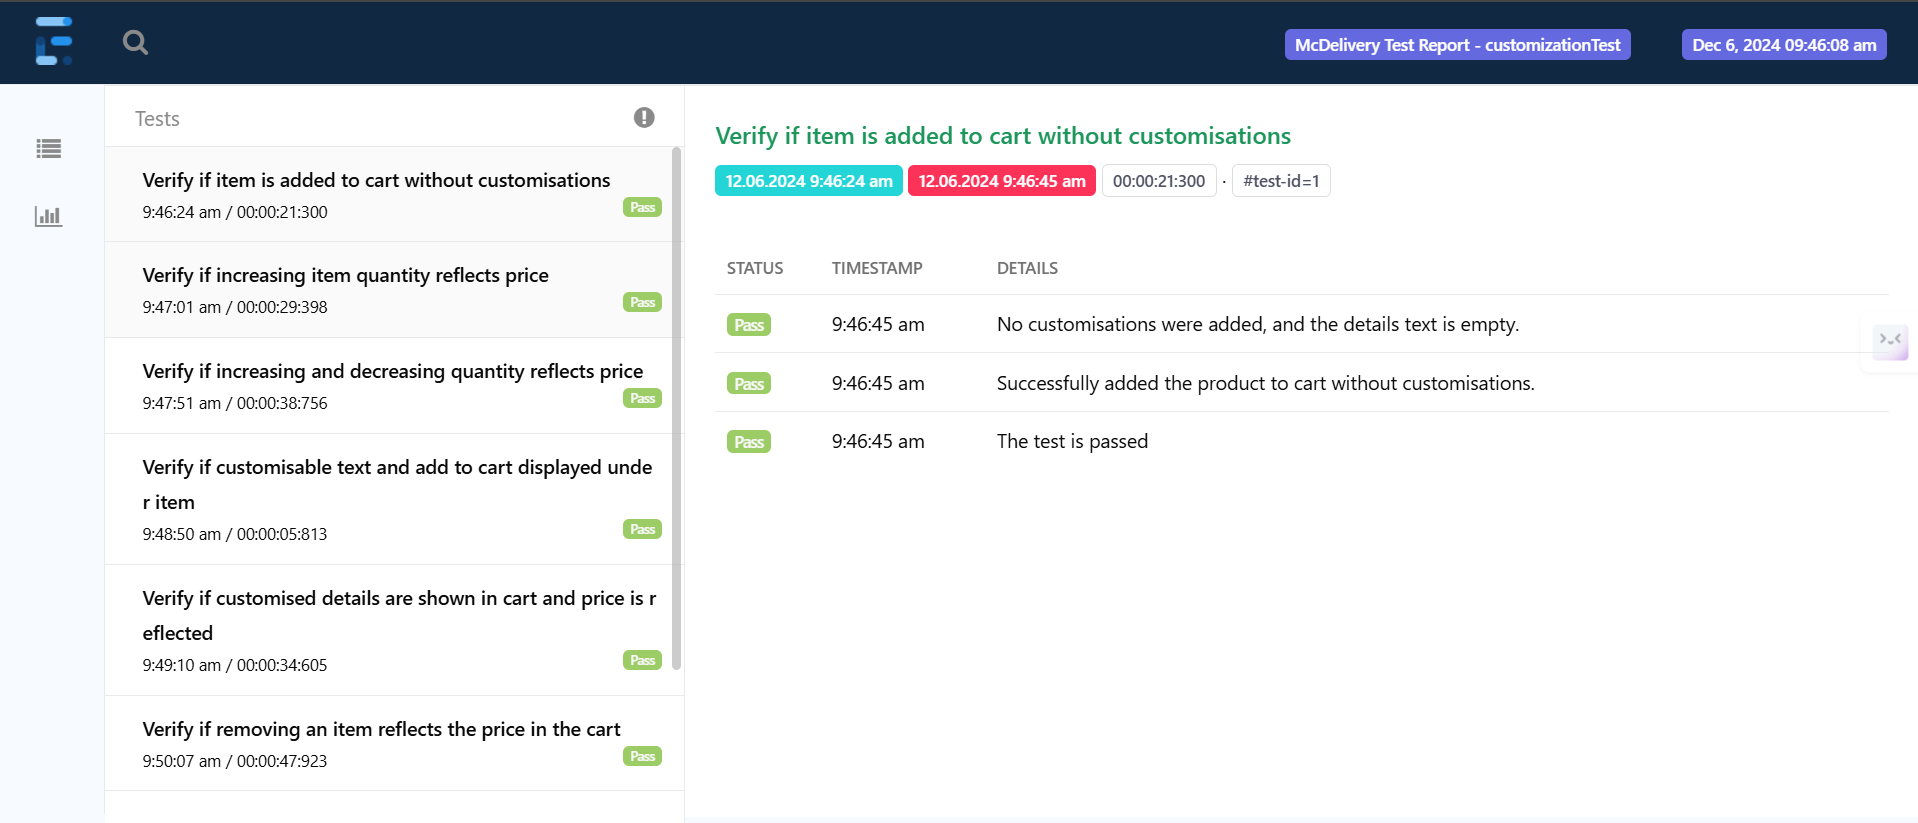 McDelivery Test Report - customizationTest
Dec 6, 2024 09:46:08 am
Tests
Verify if item is added to cart without customisations
9:46:24 am / 00:00:21:300
Pass
Verify if increasing item quantity reflects price
9:47:01 am / 00:00:29:398
Pass
Verify if increasing and decreasing quantity reflects price
9:47:51 am / 00:00:38:756
Pass
Verify if customisable text and add to cart displayed unde
r item
9:48:50 am / 00:00:05:813
Pass
Verify if customised details are shown in cart and price is r
eflected
9:49:10 am / 00:00:34:605
Pass
Verify if removing an item reflects the price in the cart
9:50:07 am / 00:00:47:923
Pass
Verify if item is added to cart without customisations
12.06.2024 9:46:24 am 12.06.2024 9:46:45 am 00:00:21:300 · #test-id=1
STATUS TIMESTAMP DETAILS
Pass 9:46:45 am No customisations were added, and the details text is empty.
Pass 9:46:45 am Successfully added the product to cart without customisations.
Pass 9:46:45 am The test is passed